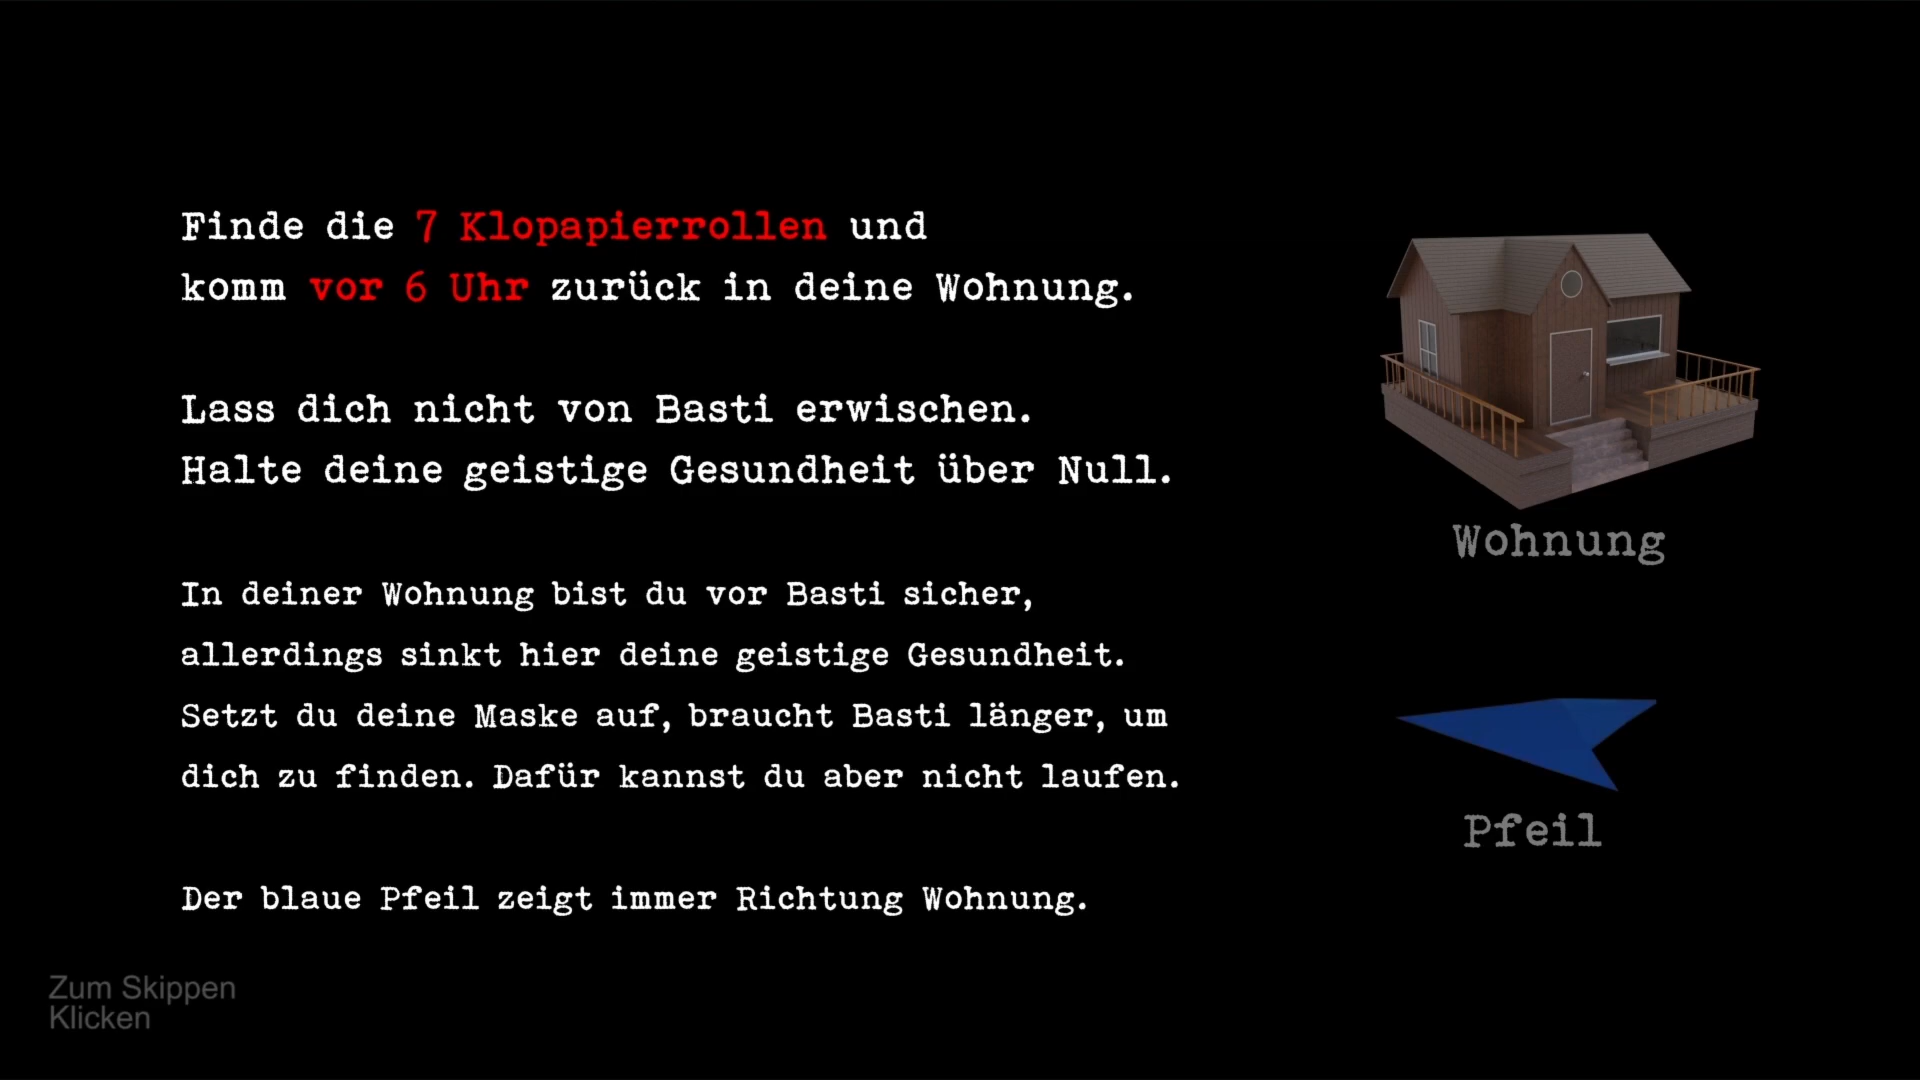 Finde die 7 Klopapierrollen und
komm vor 6 Uhr zurück in deine Wohnung.
Lass dich nicht von Basti erwischen.
Halte deine geistige Gesundheit über Null.
In deiner Wohnung bist du vor Basti sicher,
allerdings sinkt hier deine geistige Gesundheit.
Setzt du deine Maske auf, braucht Basti länger, um
dich zu finden. Dafür kannst du aber nicht laufen.
Der blaue Pfeil zeigt immer Richtung Wohnung.
Wohnung
Pfeil
Zum Skippen
Klicken